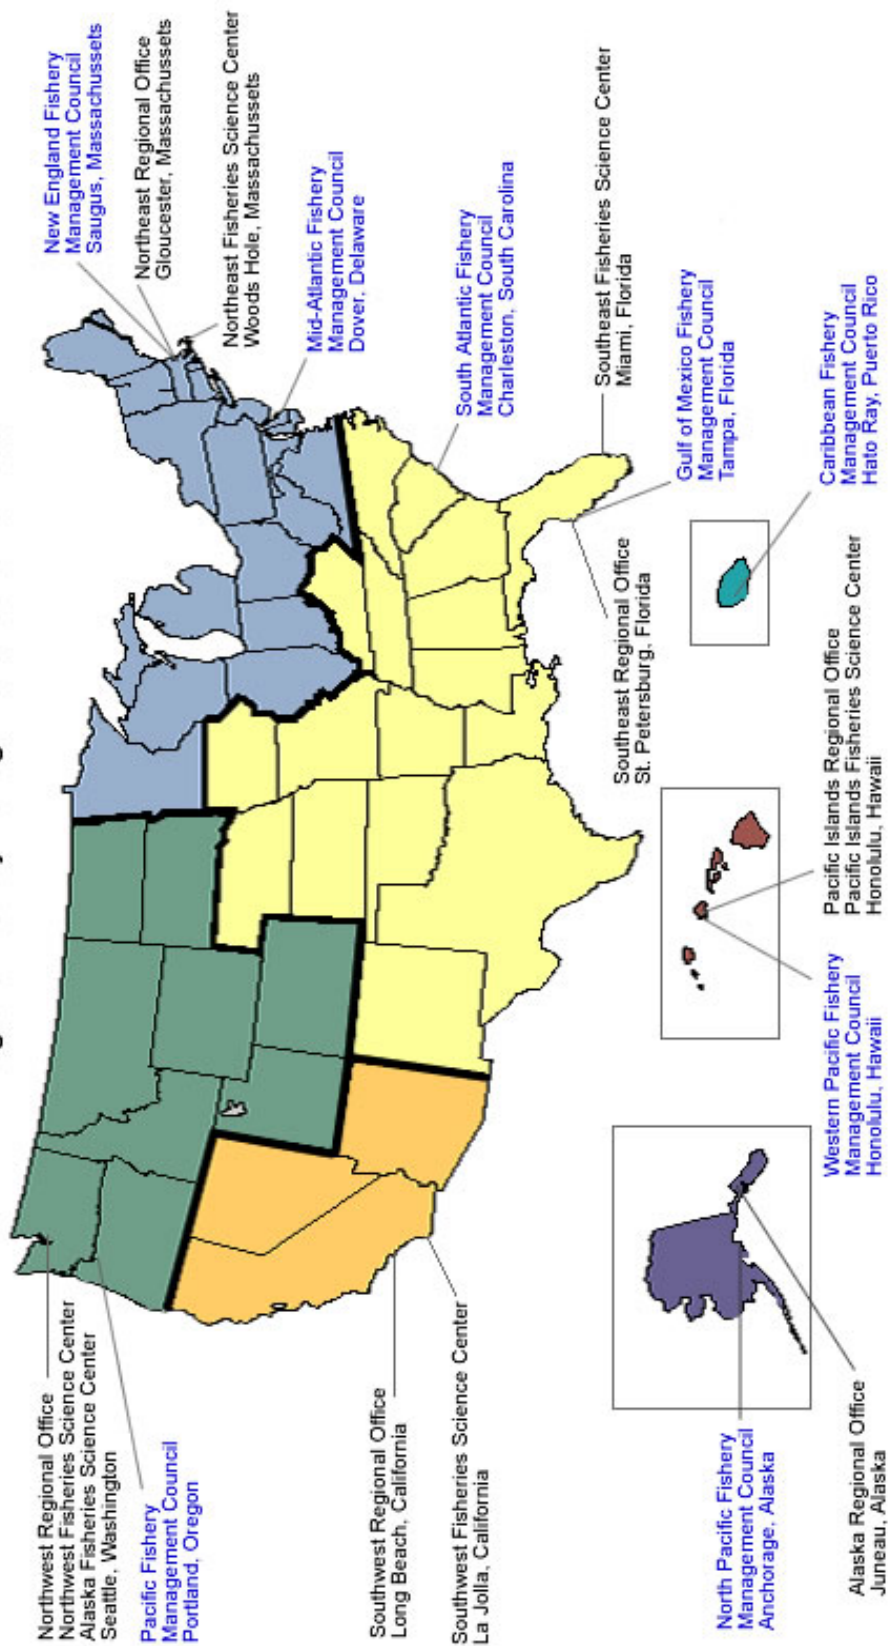 Northwest Regional Office
Northwest Fisheries Science Center
Alaska Fisheries Science Center
Seattle, Washington
Pacific Fishery
Management Council
Portland, Oregon
Southwest Regional Office
Long Beach, California
Southwest Fisheries Science Center
La Jolla, California
North Pacific Fishery
Management Council
Anchorage, Alaska
Alaska Regional Office
Juneau, Alaska
Western Pacific Fishery
Management Council
Honolulu, Hawaii
Pacific Islands Regional Office
Pacific Islands Fisheries Science Center
Honolulu, Hawaii
Southeast Regional Office
St. Petersburg, Florida
New England Fishery
Management Council
Saugus, Massachussets
Northeast Regional Office
Gloucester, Massachussets
Northeast Fisheries Science Center
Woods Hole, Massachussets
Mid-Atlantic Fishery
Management Council
Dover, Delaware
South Atlantic Fishery
Management Council
Charleston, South Carolina
Southeast Fisheries Science Center
Miami, Florida
Gulf of Mexico Fishery
Management Council
Tampa, Florida
Caribbean Fishery
Management Council
Hato Ray, Puerto Rico